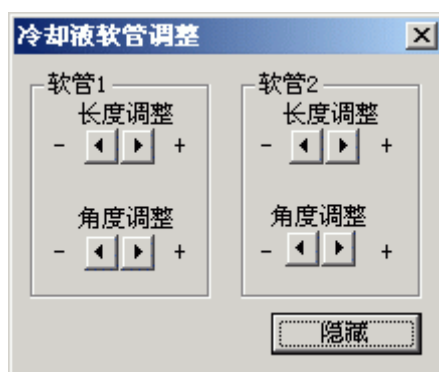 冷却液软管调整
软管1
长度调整
- +
角度调整
- +
软管2
长度调整
- +
角度调整
- +
隐藏